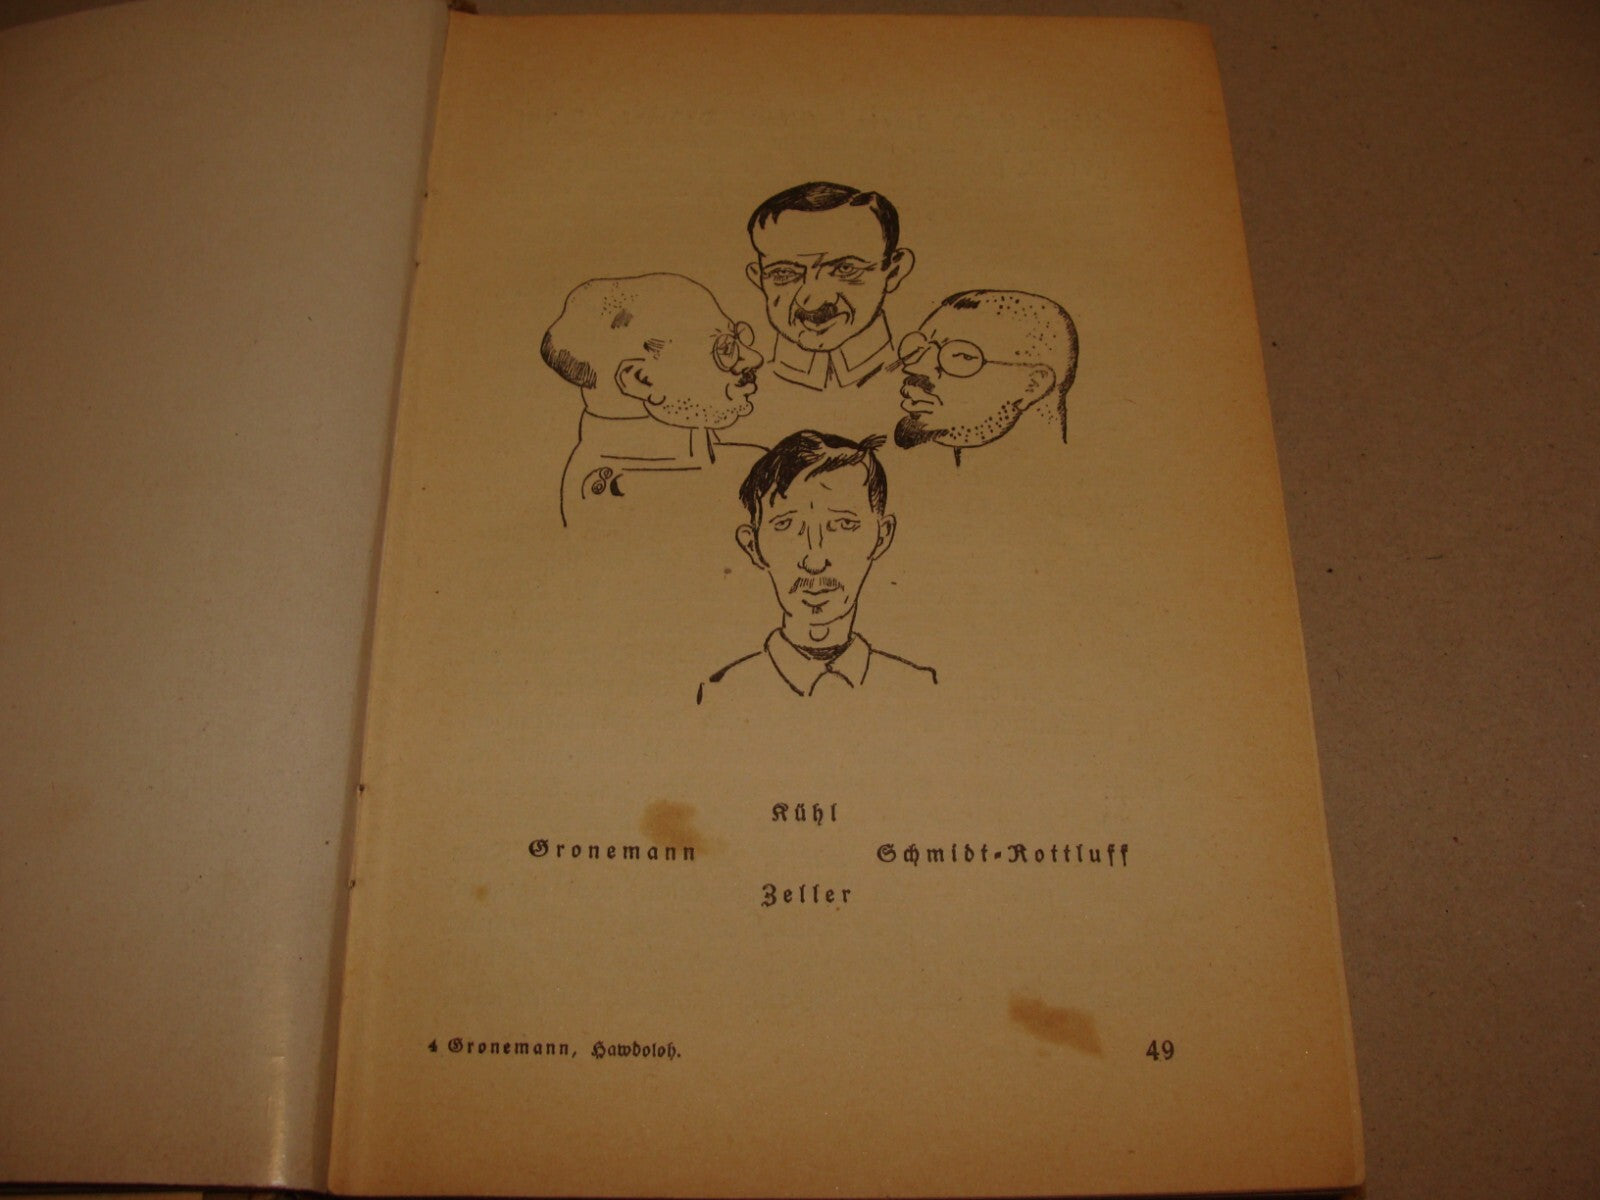 Kühl
Gronemann Schmidt-Rottluff
Zeller
4 Gronemann, Hawdoloh.
49